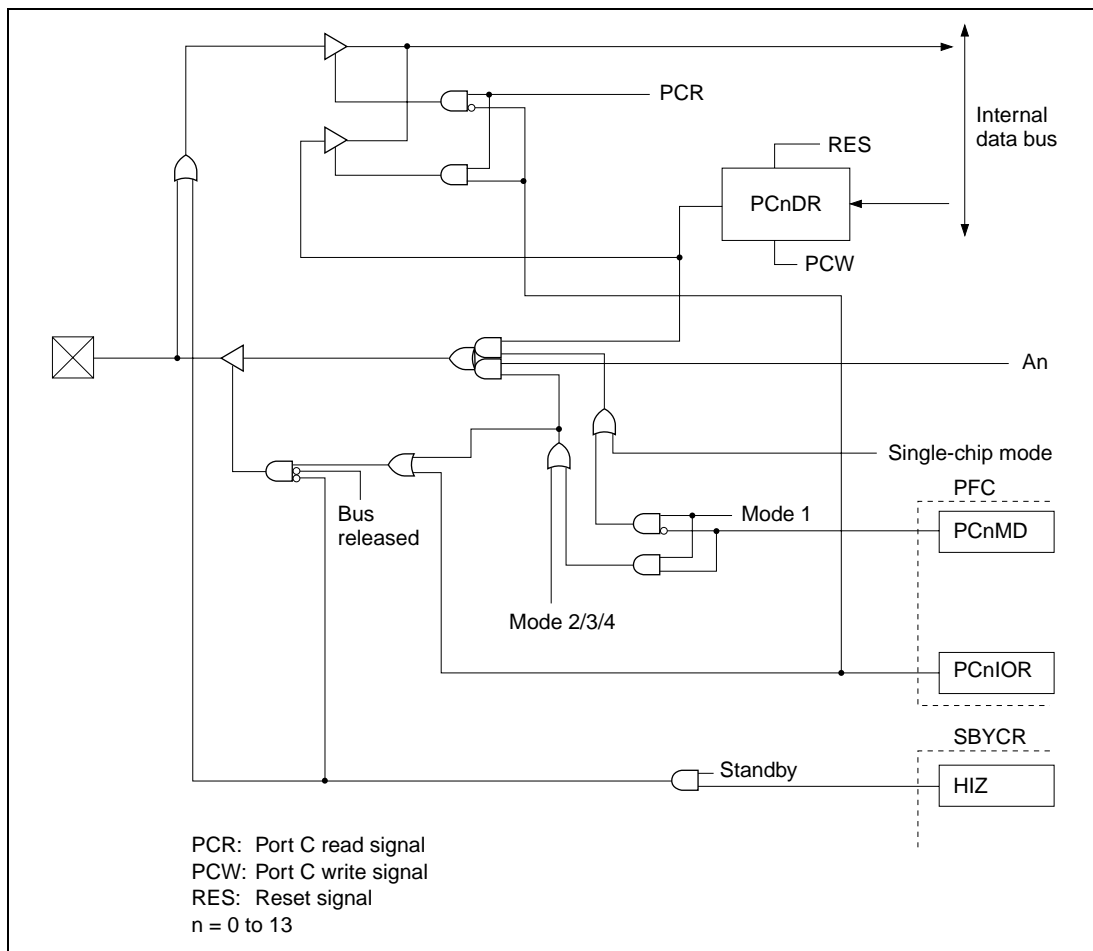 PCR
Internal
data bus
RES
PCnDR
PCW
An
Single-chip mode
PFC
Bus
released
Mode 1
PCnMD
Mode 2/3/4
PCnIOR
SBYCR
Standby
HIZ
PCR: Port C read signal
PCW: Port C write signal
RES: Reset signal
n = 0 to 13